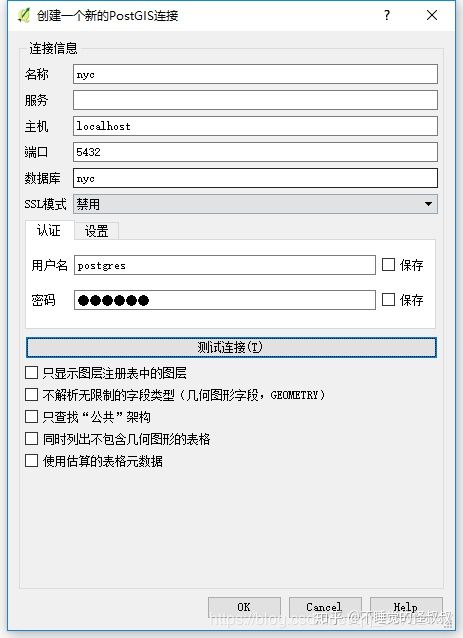 创建一个新的PostGIS连接
连接信息
名称 nyc
服务
主机 localhost
端口 5432
数据库 nyc
SSL模式 禁用
认证 设置
用户名 postgres 保存
密码 ●●●●●● 保存
测试连接(T)
只显示图层注册表中的图层
不解析无限制的字段类型(几何图形字段,GEOMETRY)
只查找“公共”架构
同时列出不包含几何图形的表格
使用估算的表格元数据
OK Cancel Help
知乎 @不睡觉的怪叔叔